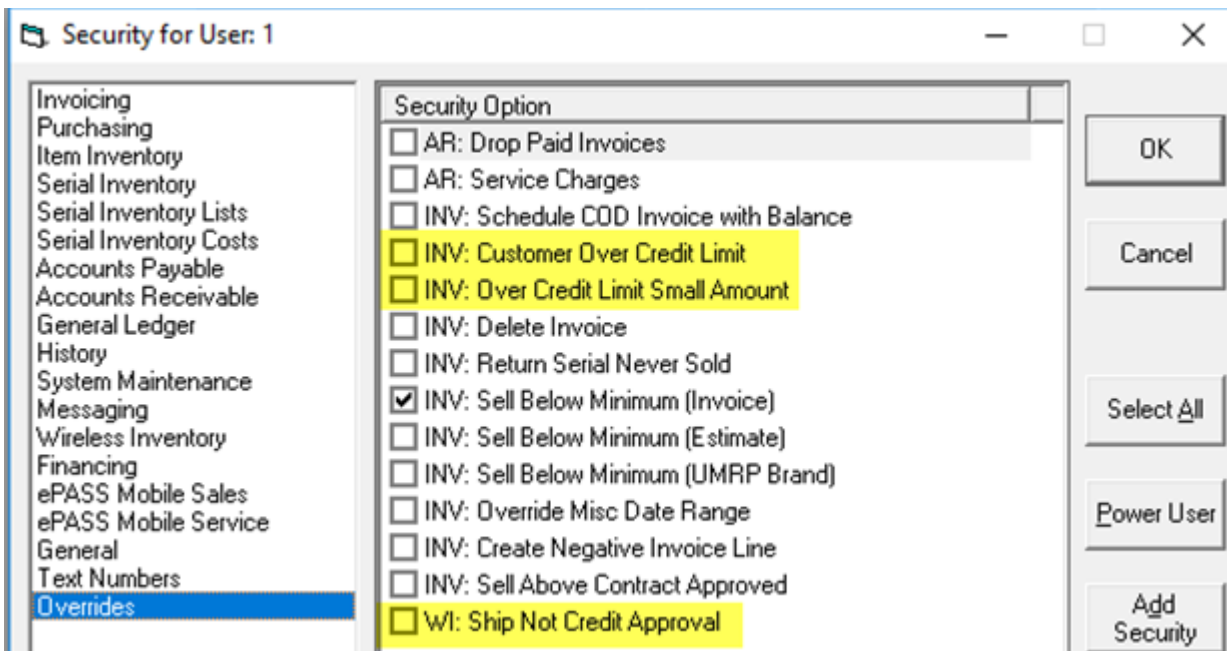 Security for User: 1
Invoicing
Purchasing
Item Inventory
Serial Inventory
Serial Inventory Lists
Serial Inventory Costs
Accounts Payable
Accounts Receivable
General Ledger
History
System Maintenance
Messaging
Wireless Inventory
Financing
ePASS Mobile Sales
ePASS Mobile Service
General
Text Numbers
Overrides
Security Option
AR: Drop Paid Invoices
AR: Service Charges
INV: Schedule COD Invoice with Balance
INV: Customer Over Credit Limit
INV: Over Credit Limit Small Amount
INV: Delete Invoice
INV: Return Serial Never Sold
INV: Sell Below Minimum (Invoice)
INV: Sell Below Minimum (Estimate)
INV: Sell Below Minimum (UMRP Brand)
INV: Override Misc Date Range
INV: Create Negative Invoice Line
INV: Sell Above Contract Approved
WI: Ship Not Credit Approval
OK
Cancel
Select All
Power User
Add
Security